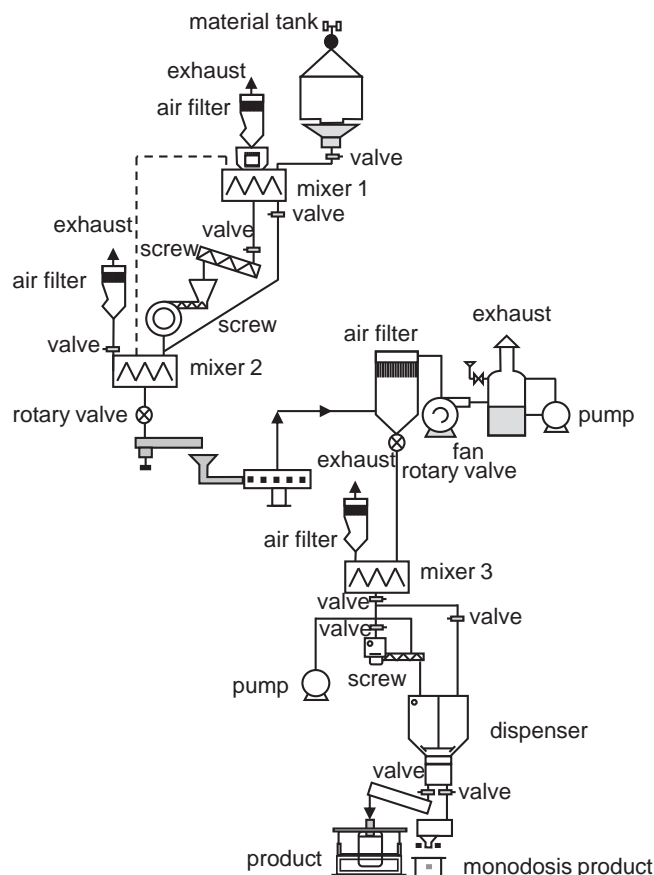 material tank
exhaust
air filter
valve
mixer 1
valve
valve
exhaust
screw
air filter
screw
air filter
exhaust
valve
mixer 2
rotary valve
pump
fan
exhaust
rotary valve
air filter
mixer 3
valve
valve
valve
screw
pump
dispenser
valve
valve
product
monodosis product